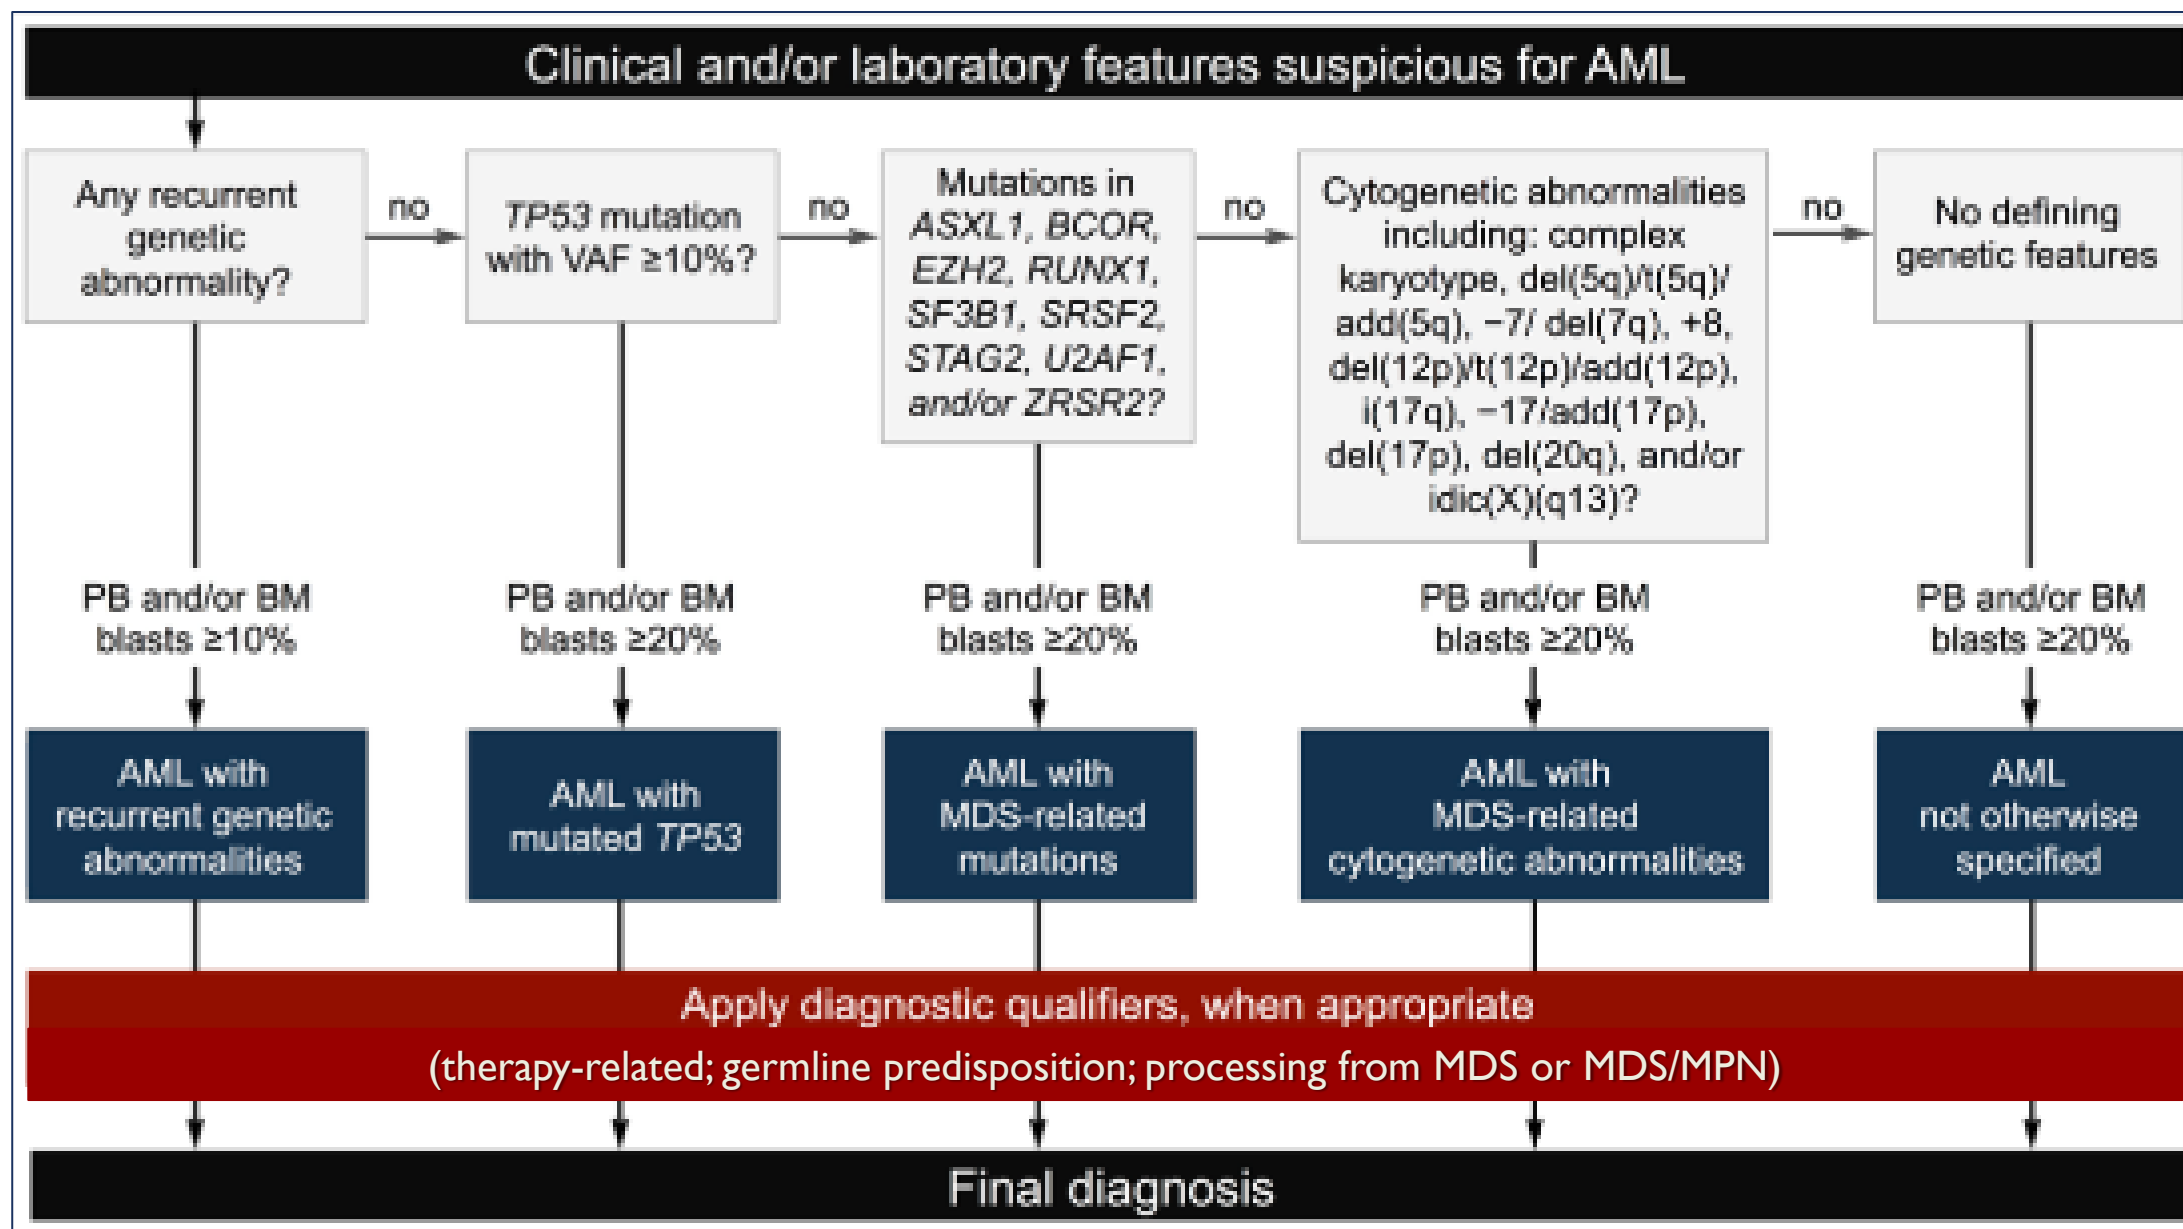 Clinical and/or laboratory features suspicious for AML
Any recurrent
genetic
abnormality?
no
TP53 mutation
with VAF ≥10%?
no
Mutations in
ASXL1, BCOR,
EZH2, RUNX1,
SF3B1, SRSF2,
STAG2, U2AF1,
and/or ZRSR2?
no
Cytogenetic abnormalities
including: complex
karyotype, del(5q)/t(5q)/
add(5q), −7/ del(7q), +8,
del(12p)/t(12p)/add(12p),
i(17q), −17/add(17p),
del(17p), del(20q), and/or
idic(X)(q13)?
no
No defining
genetic features
PB and/or BM
blasts ≥10%
PB and/or BM
blasts ≥20%
PB and/or BM
blasts ≥20%
PB and/or BM
blasts ≥20%
PB and/or BM
blasts ≥20%
AML with
recurrent genetic
abnormalities
AML with
mutated TP53
AML with
MDS-related
mutations
AML with
MDS-related
cytogenetic abnormalities
AML
not otherwise
specified
Apply diagnostic qualifiers, when appropriate
(therapy-related; germline predisposition; processing from MDS or MDS/MPN)
Final diagnosis